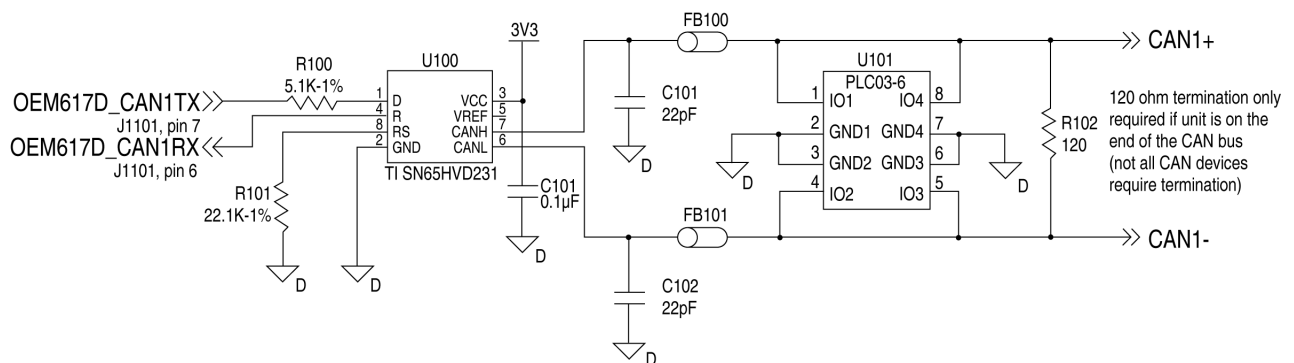 FB100
CAN1+
3V3
U100
R100
5.1K-1%
U101
PLC03-6
OEM617D_CAN1TX
J1101, pin 7
1 D
4 R
8 RS
2 GND
VCC 3
VREF 5
CANH 7
CANL 6
TI SN65HVD231
OEM617D_CAN1RX
J1101, pin 6
C101
22pF
D
1 IO1
2 GND1
3 GND2
4 IO2
IO4 8
GND4 7
GND3 6
IO3 5
D
D
R102
120
120 ohm termination only
required if unit is on the
end of the CAN bus
(not all CAN devices
require termination)
R101
22.1K-1%
C101
0.1µF
D
D
D
FB101
CAN1-
C102
22pF
D